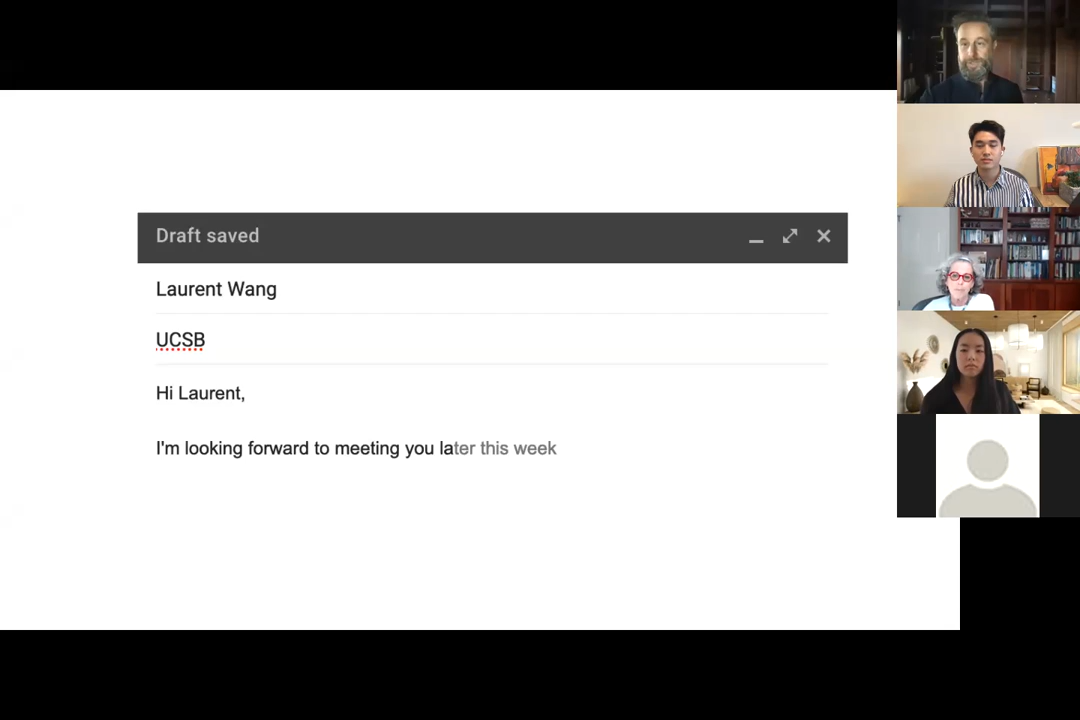 Draft saved
Laurent Wang
UCSB
Hi Laurent,
I'm looking forward to meeting you later this week